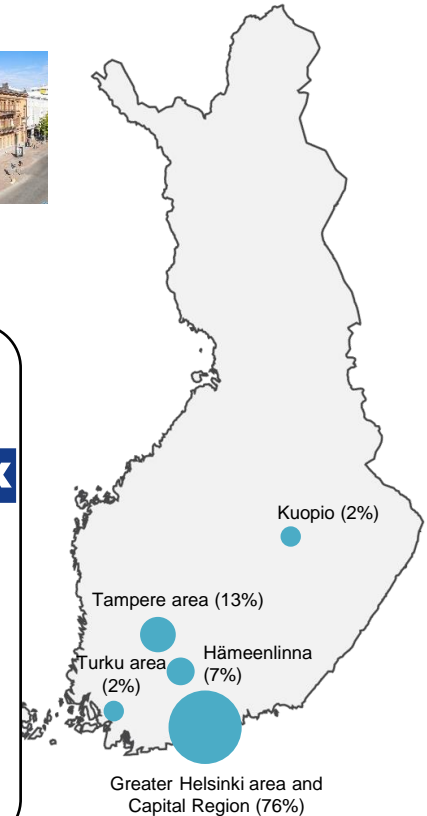 Kuopio (2%)
Tampere area (13%)
Hämeenlinna
(7%)
Turku area
(2%)
Greater Helsinki area and
Capital Region (76%)